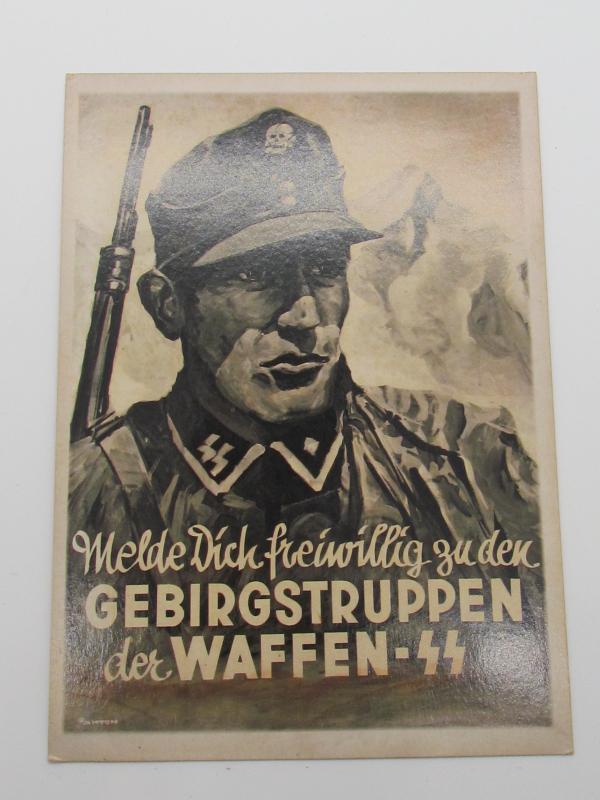 Melde Dich freiwillig zu den
GEBIRGSTRUPPEN
der WAFFEN-SS